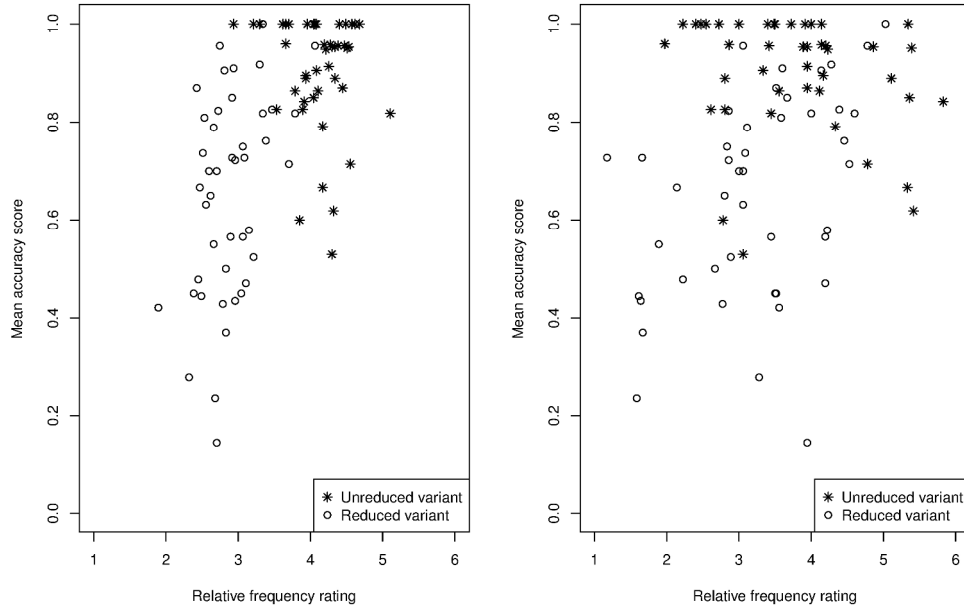 Mean accuracy score
1.0
0.8
0.6
0.4
0.2
0.0
Unreduced variant
Reduced variant
1 2 3 4 5 6
Relative frequency rating
Mean accuracy score
1.0
0.8
0.6
0.4
0.2
0.0
Unreduced variant
Reduced variant
1 2 3 4 5 6
Relative frequency rating